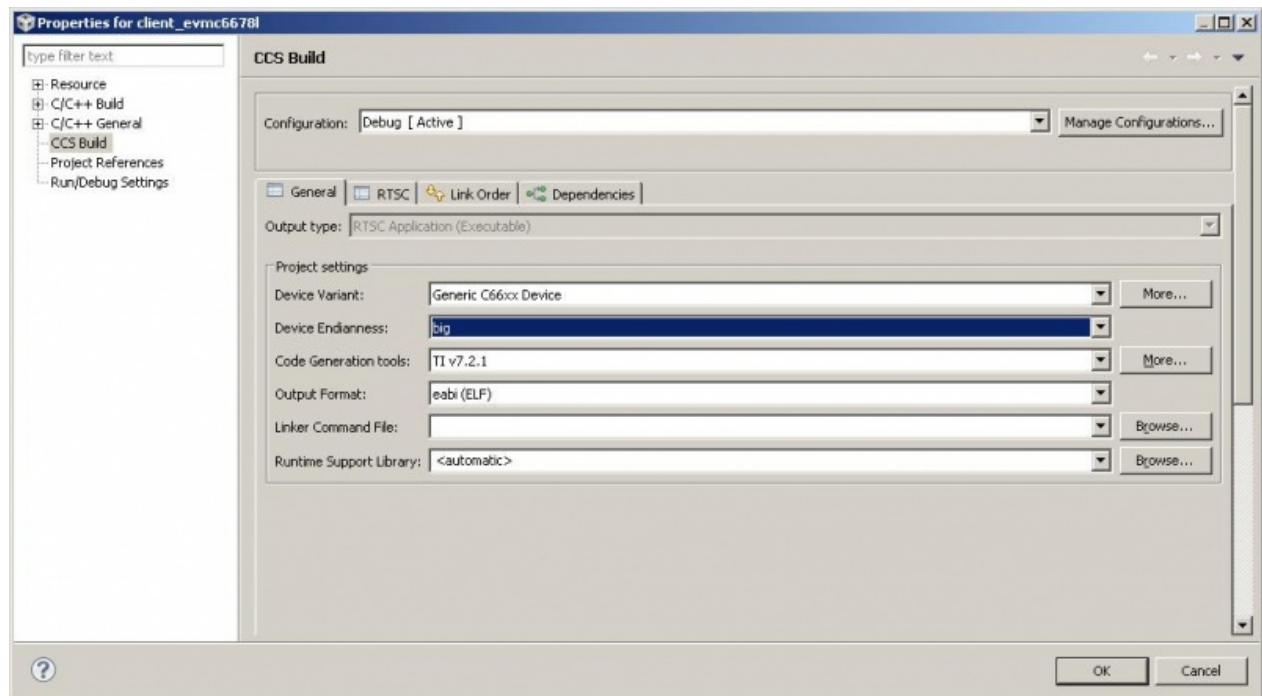 Properties for client_evmc6678l
type filter text
Resource
C/C++ Build
C/C++ General
CCS Build
Project References
Run/Debug Settings
CCS Build
Configuration: Debug [ Active ] Manage Configurations...
General RTSC Link Order Dependencies
Output type: RTSC Application (Executable)
Project settings
Device Variant: Generic C66xx Device More...
Device Endianness: big
Code Generation tools: TI v7.2.1 More...
Output Format: eabi (ELF)
Linker Command File: Browse...
Runtime Support Library: <automatic> Browse...
? OK Cancel